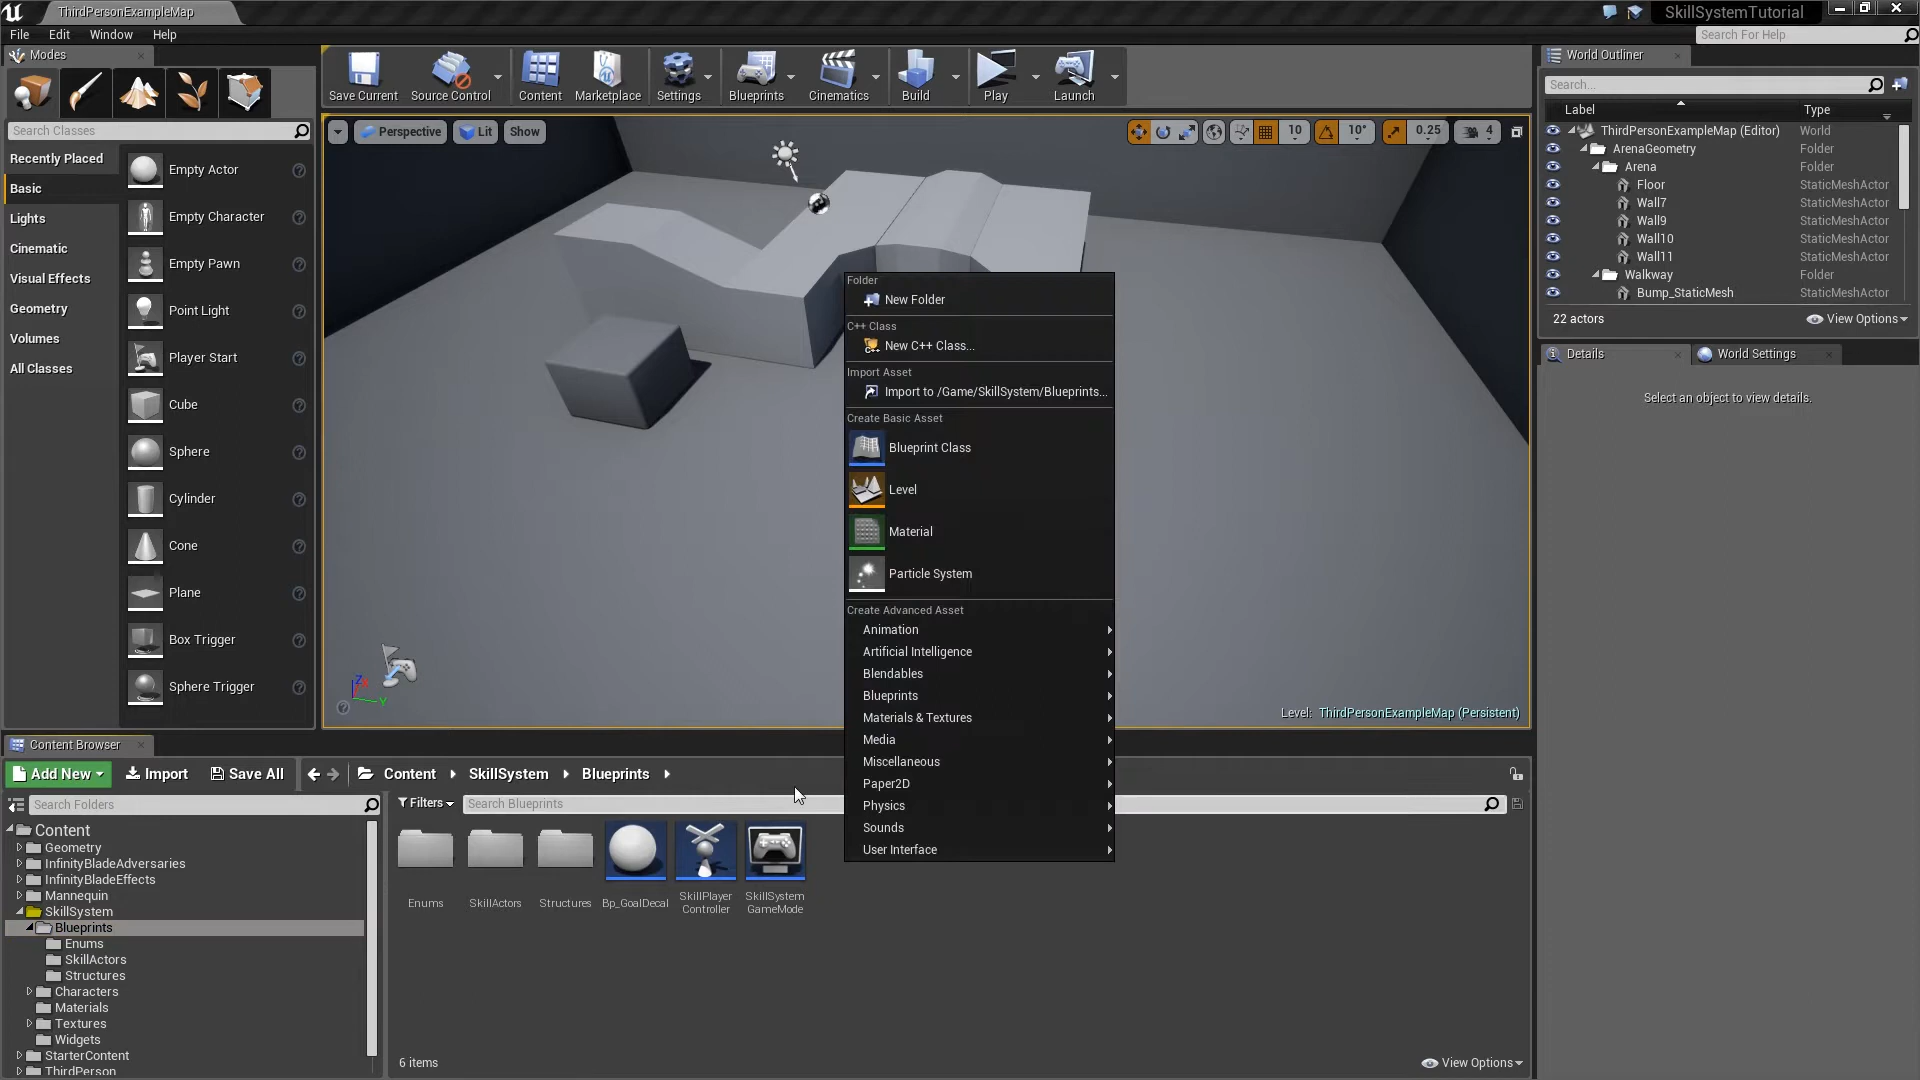 ThirdPersonExampleMap
SkillSystemTutorial
File Edit Window Help
Search For Help
Modes
Save Current
Source Control
Content
Marketplace
Settings
Blueprints
Cinematics
Build
Play
Launch
Search Classes
Recently Placed
Basic
Lights
Cinematic
Visual Effects
Geometry
Volumes
All Classes
Empty Actor
Empty Character
Empty Pawn
Point Light
Player Start
Cube
Sphere
Cylinder
Cone
Plane
Box Trigger
Sphere Trigger
Perspective Lit Show
10 10° 0.25 4
Z
Y
Level: ThirdPersonExampleMap (Persistent)
Folder
New Folder
C++ Class
New C++ Class...
Import Asset
Import to /Game/SkillSystem/Blueprints...
Create Basic Asset
Blueprint Class
Level
Material
Particle System
Create Advanced Asset
Animation
Artificial Intelligence
Blendables
Blueprints
Materials & Textures
Media
Miscellaneous
Paper2D
Physics
Sounds
User Interface
World Outliner
Search...
Label Type
ThirdPersonExampleMap (Editor) World
ArenaGeometry Folder
Arena Folder
Floor StaticMeshActor
Wall7 StaticMeshActor
Wall9 StaticMeshActor
Wall10 StaticMeshActor
Wall11 StaticMeshActor
Walkway Folder
Bump_StaticMesh StaticMeshActor
22 actors
View Options
Details
World Settings
Select an object to view details.
Content Browser
Add New Import Save All Content SkillSystem Blueprints
Search Folders
Filters
Search Blueprints
Content
Geometry
InfinityBladeAdversaries
InfinityBladeEffects
Mannequin
SkillSystem
Blueprints
Enums
SkillActors
Structures
Characters
Materials
Textures
Widgets
StarterContent
ThirdPerson
Enums
SkillActors
Structures
Bp_GoalDecal
SkillPlayer
Controller
SkillSystem
GameMode
6 items
View Options